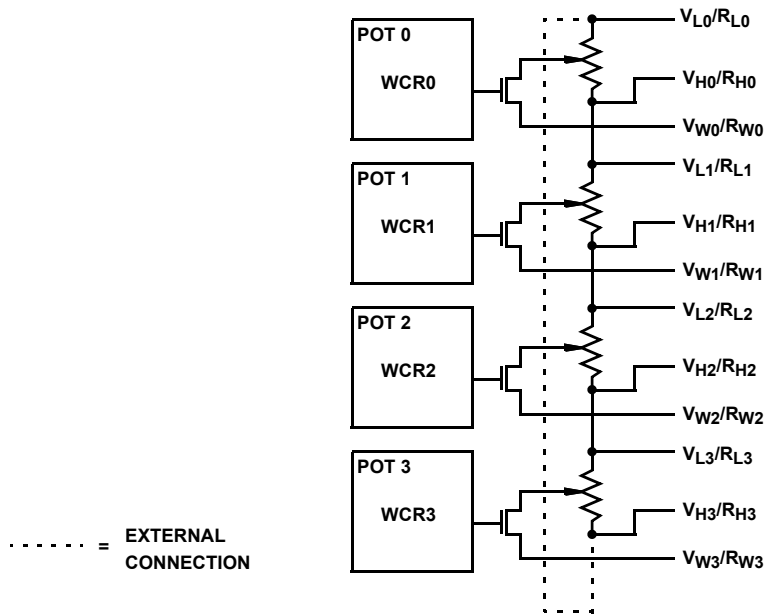 V_L0/R_L0
POT 0
WCR0
V_H0/R_H0
V_W0/R_W0
V_L1/R_L1
POT 1
WCR1
V_H1/R_H1
V_W1/R_W1
V_L2/R_L2
POT 2
WCR2
V_H2/R_H2
V_W2/R_W2
V_L3/R_L3
POT 3
WCR3
V_H3/R_H3
V_W3/R_W3
= EXTERNAL
CONNECTION